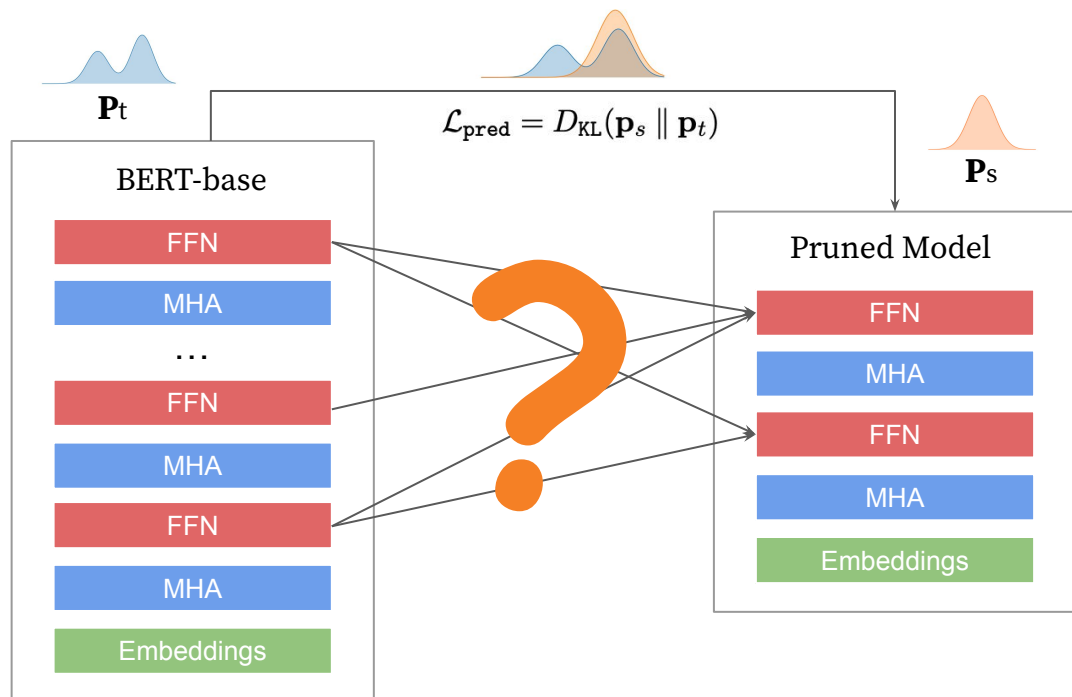 Pt
ℒpred = DKL(ps ∥ pt)
Ps
BERT-base
FFN
MHA
...
FFN
MHA
FFN
MHA
Embeddings
?
Pruned Model
FFN
MHA
FFN
MHA
Embeddings